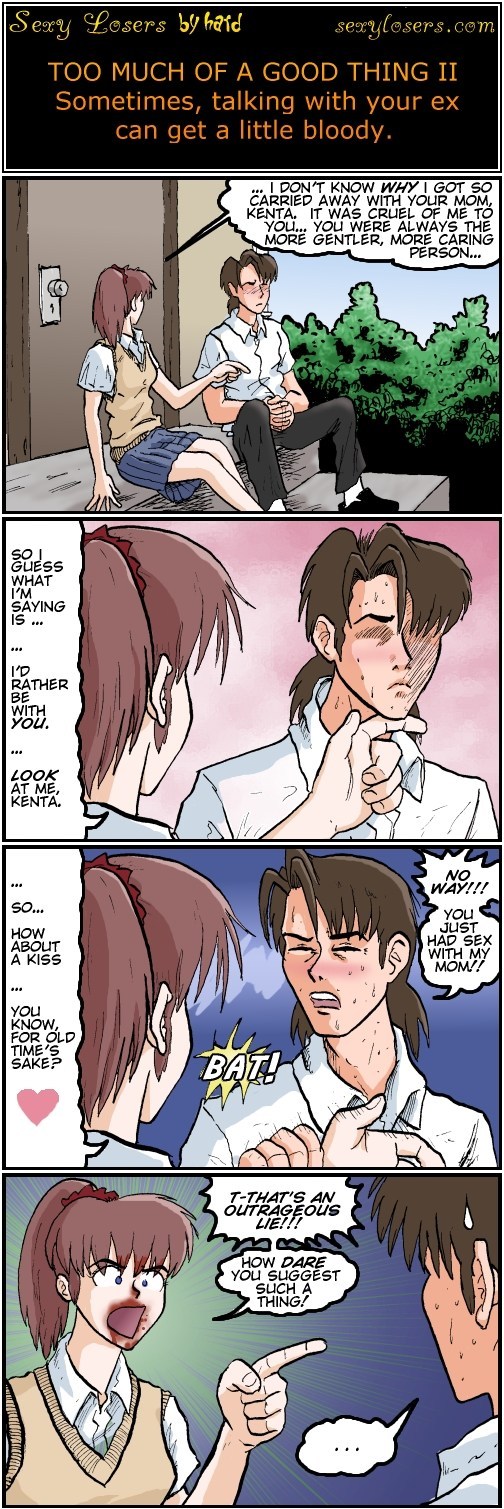 Sexy Losers by hard sexylosers.com
TOO MUCH OF A GOOD THING II
Sometimes, talking with your ex
can get a little bloody.
... I DON'T KNOW WHY I GOT SO
CARRIED AWAY WITH YOUR MOM,
KENTA. IT WAS CRUEL OF ME TO
YOU... YOU WERE ALWAYS THE
MORE GENTLER, MORE CARING
PERSON...
SO I
GUESS
WHAT
I'M
SAYING
IS ...
...
I'D
RATHER
BE
WITH
YOU.
...
LOOK
AT ME,
KENTA.
...
SO...
HOW
ABOUT
A KISS
...
YOU
KNOW,
FOR OLD
TIME'S
SAKE?
BAT!
NO
WAY!!!
YOU
JUST
HAD SEX
WITH MY
MOM!!
T-THAT'S AN
OUTRAGEOUS
LIE!!!
HOW DARE
YOU SUGGEST
SUCH A
THING!
...